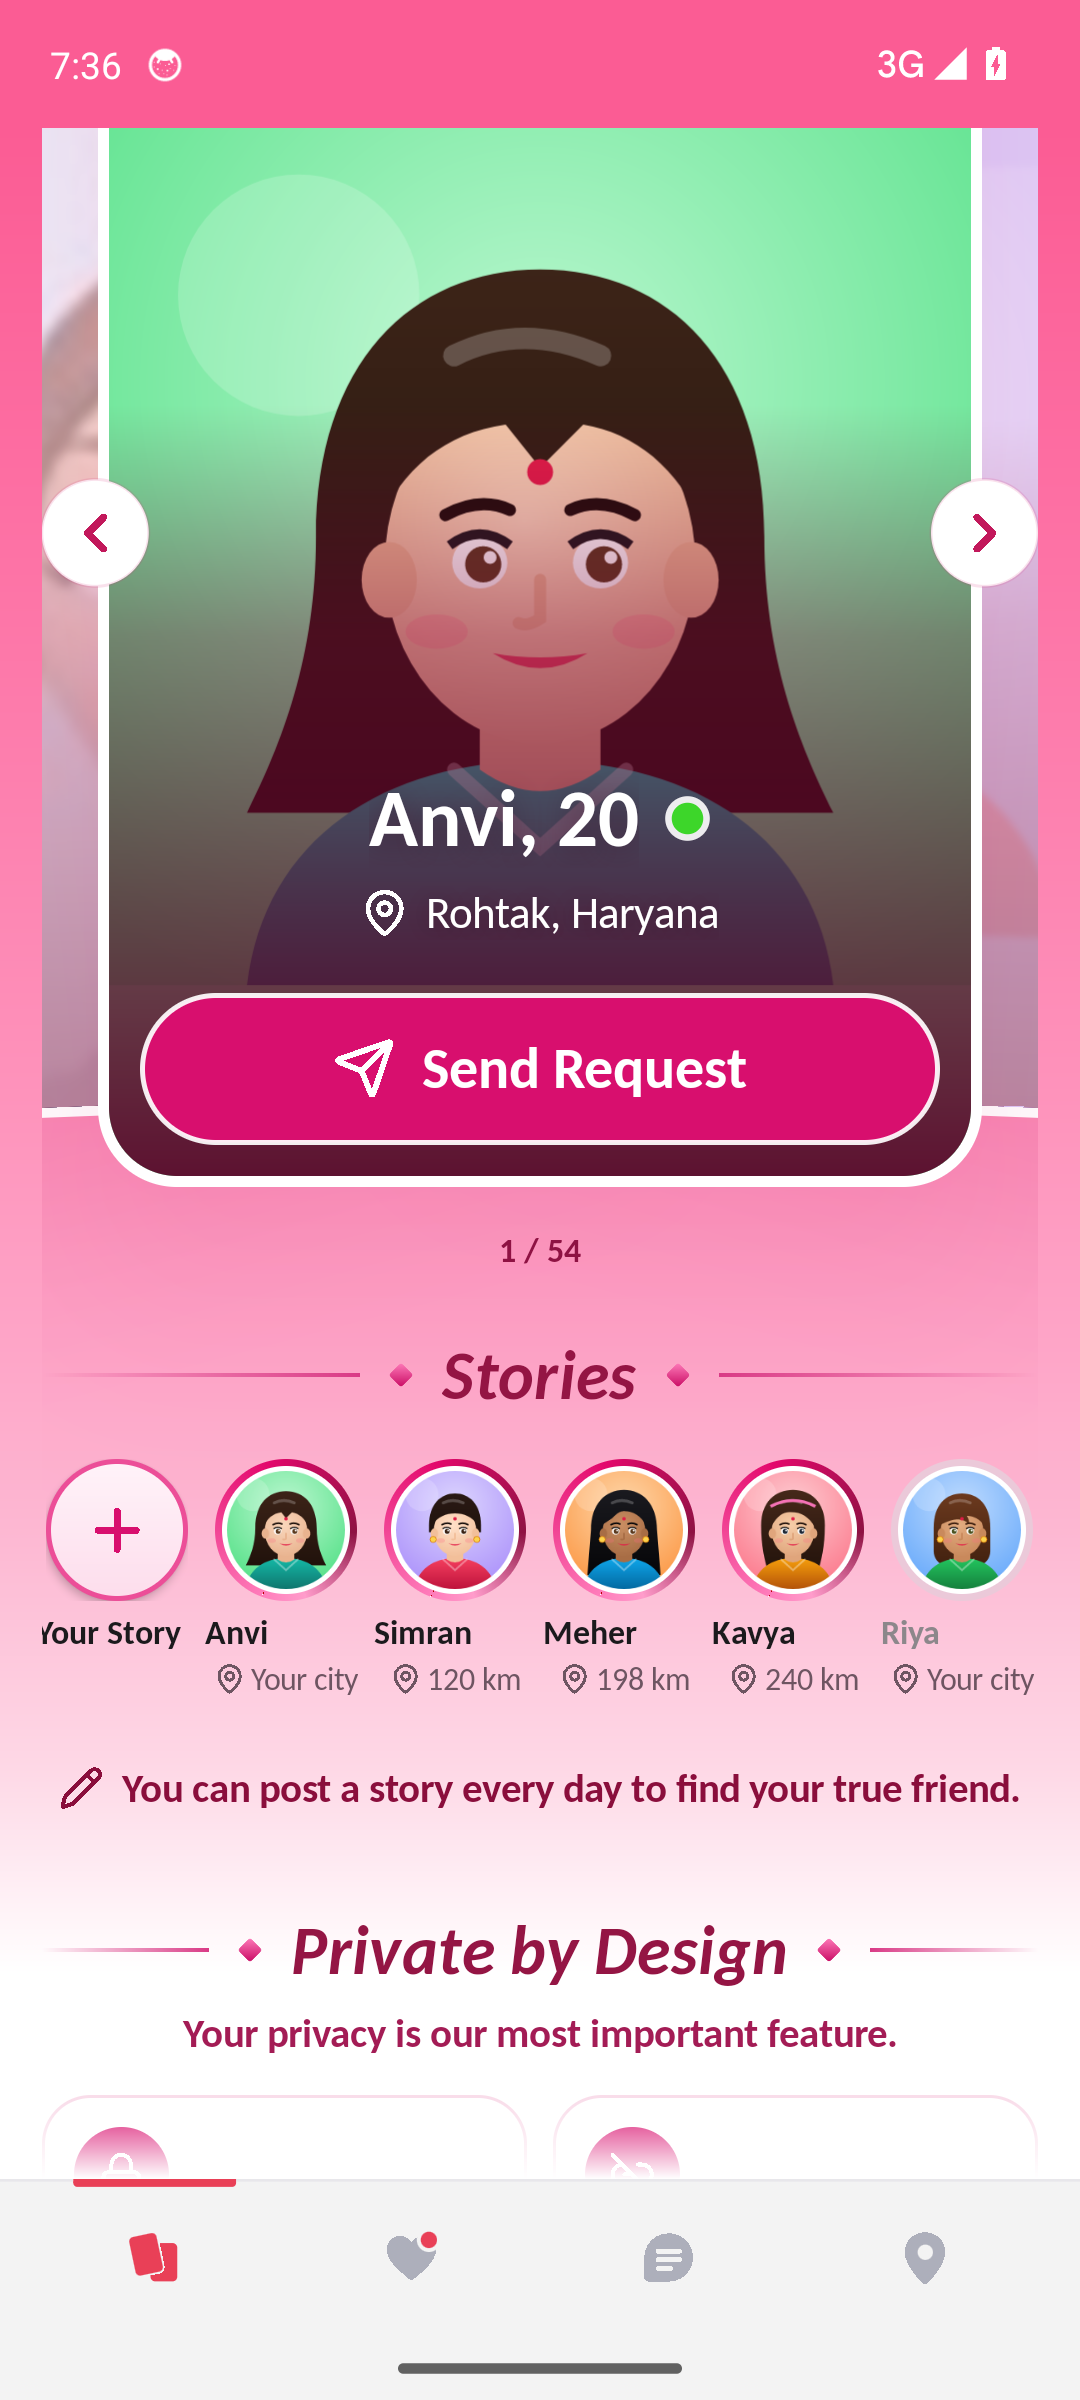 7:36
3G
Anvi, 20
Rohtak, Haryana
Send Request
1 / 54
Stories
Your Story Anvi Simran Meher Kavya Riya
Your city 120 km 198 km 240 km Your city
You can post a story every day to find your true friend.
Private by Design
Your privacy is our most important feature.